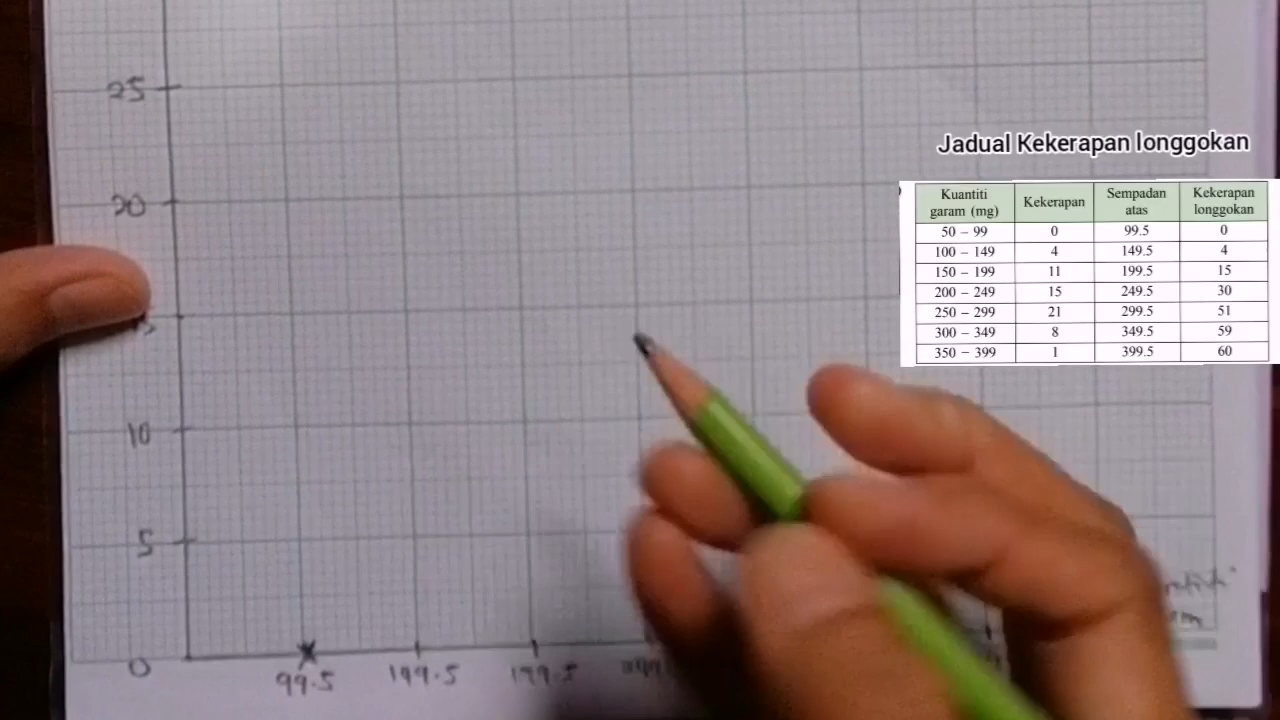 25
20
10
5
0
99.5 149.5 199.5
Jadual Kekerapan longgokan
Kuantiti garam (mg) Kekerapan Sempadan atas Kekerapan longgokan
50 – 99 0 99.5 0
100 – 149 4 149.5 4
150 – 199 11 199.5 15
200 – 249 15 249.5 30
250 – 299 21 299.5 51
300 – 349 8 349.5 59
350 – 399 1 399.5 60